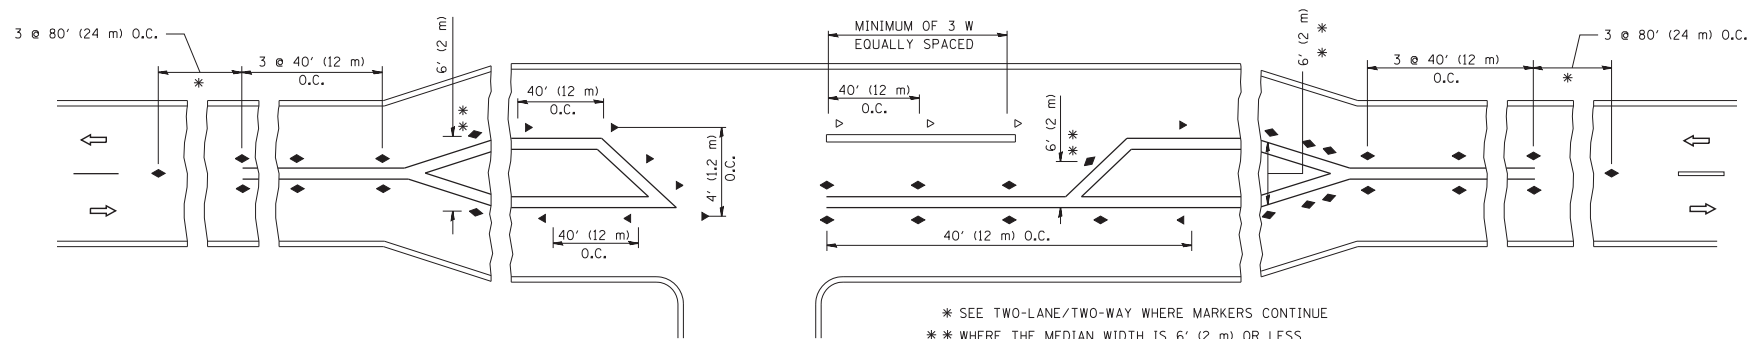 3 @ 80' (24 m) O.C.
*
3 @ 40' (12 m)
O.C.
6' (2 m)
**
40' (12 m)
O.C.
4' (1.2 m)
O.C.
40' (12 m)
O.C.
MINIMUM OF 3 W
EQUALLY SPACED
40' (12 m)
O.C.
6' (2 m)
**
40' (12 m) O.C.
6' (2 m)
**
3 @ 40' (12 m)
O.C.
3 @ 80' (24 m) O.C.
*
* SEE TWO-LANE/TWO-WAY WHERE MARKERS CONTINUE
** WHERE THE MEDIAN WIDTH IS 6' (2 m) OR LESS